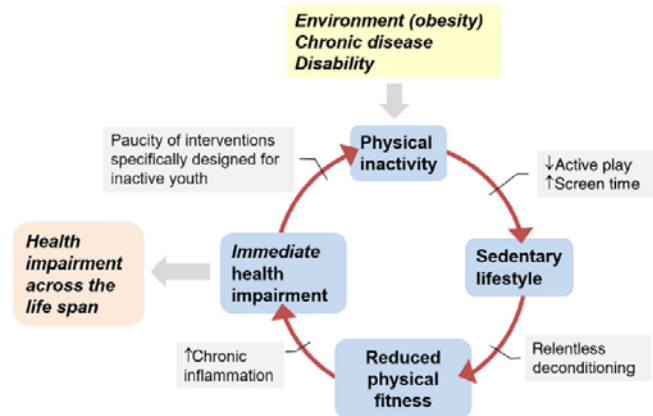 Environment (obesity)
Chronic disease
Disability
Paucity of interventions
specifically designed for
inactive youth
Physical
inactivity
↓Active play
↑Screen time
Health
impairment
across the
life span
Immediate
health
impairment
Sedentary
lifestyle
↑Chronic
inflammation
Reduced
physical
fitness
Relentless
deconditioning